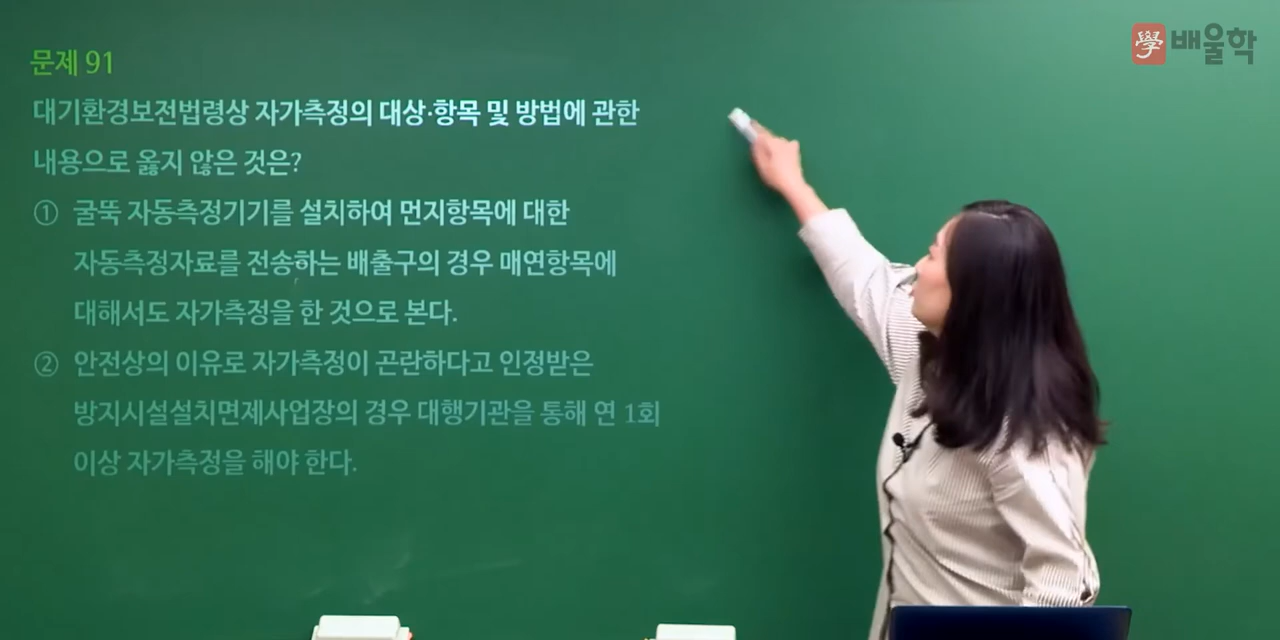 學 배울학
문제 91
대기환경보전법령상 자가측정의 대상·항목 및 방법에 관한
내용으로 옳지 않은 것은?
① 굴뚝 자동측정기기를 설치하여 먼지항목에 대한
자동측정자료를 전송하는 배출구의 경우 매연항목에
대해서도 자가측정을 한 것으로 본다.
② 안전상의 이유로 자가측정이 곤란하다고 인정받은
방지시설설치면제사업장의 경우 대행기관을 통해 연 1회
이상 자가측정을 해야 한다.